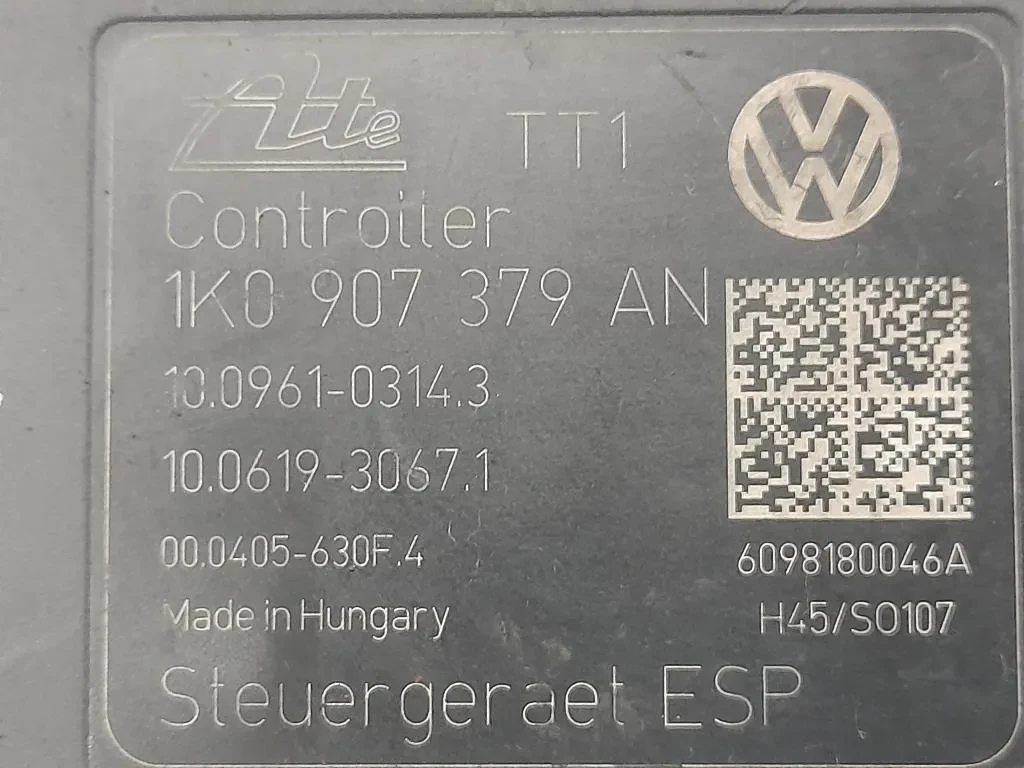 Ate TT1
Controller
1K0 907 379 AN
10.0961-0314.3
10.0619-3067.1
00.0405-630F.4 6098180046A
Made in Hungary H45/SO107
Steuergeraet ESP